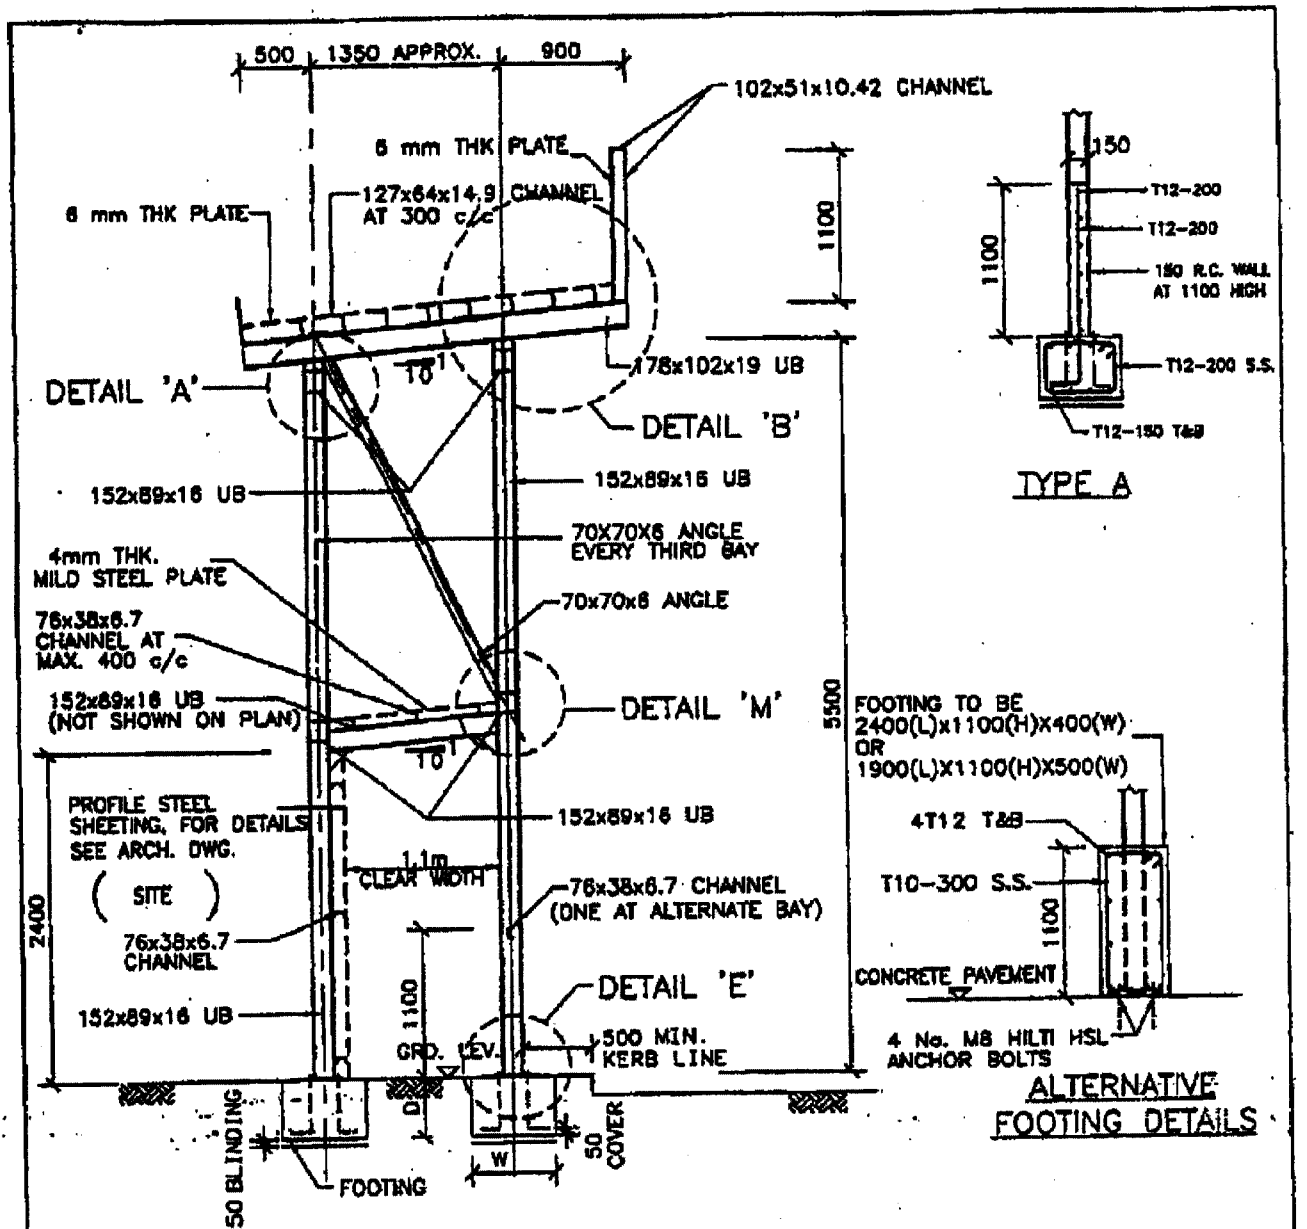 500
1350 APPROX.
900
102x51x10.42 CHANNEL
6 mm THK PLATE
127x64x14.9 CHANNEL
AT 300 c/c
6 mm THK PLATE
1100
150
T12-200
T12-200
1100
150 R.C. WALL
AT 1100 HIGH
T12-200 S.S.
T12-150 T&B
TYPE A
1
10
178x102x19 UB
DETAIL 'A'
DETAIL 'B'
152x89x16 UB
152x89x16 UB
70X70X6 ANGLE
EVERY THIRD BAY
4mm THK.
MILD STEEL PLATE
70x70x6 ANGLE
76x38x6.7
CHANNEL AT
MAX. 400 c/c
152x89x16 UB
(NOT SHOWN ON PLAN)
DETAIL 'M'
5500
1
10
FOOTING TO BE
2400(L)x1100(H)X400(W)
OR
1900(L)X1100(H)X500(W)
PROFILE STEEL
SHEETING, FOR DETAILS
SEE ARCH. DWG.
( SITE )
152x89x16 UB
1.1m
CLEAR WIDTH
4T12 T&B
T10-300 S.S.
1100
2400
76x38x6.7
CHANNEL
76x38x6.7 CHANNEL
(ONE AT ALTERNATE BAY)
152x89x16 UB
1100
DETAIL 'E'
CONCRETE PAVEMENT
GRD. LEV.
500 MIN.
KERB LINE
4 No. M8 HILTI HSL
ANCHOR BOLTS
ALTERNATIVE
FOOTING DETAILS
50 BLINDING
D
W
50
COVER
FOOTING